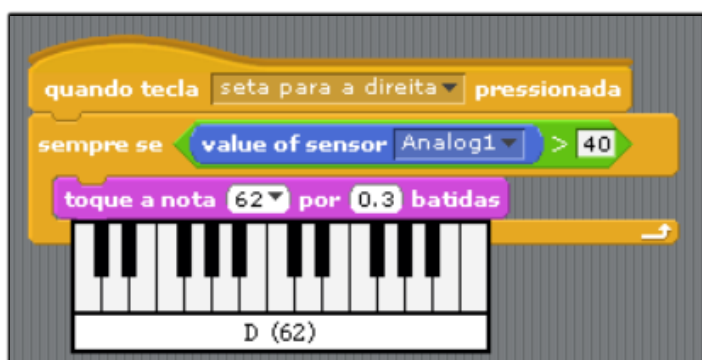 quando tecla seta para a direita pressionada
sempre se value of sensor Analog1 > 40
toque a nota 62 por 0.3 batidas
D (62)